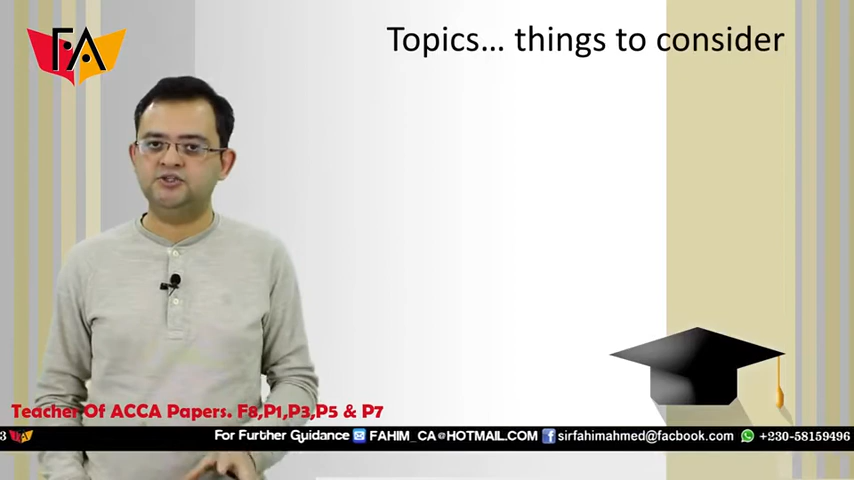 FA
Topics... things to consider
Teacher Of ACCA Papers. F8,P1,P3,P5 & P7
3 For Further Guidance FAHIM_CA@HOTMAIL.COM sirfahimahmed@facbook.com +230-58159496